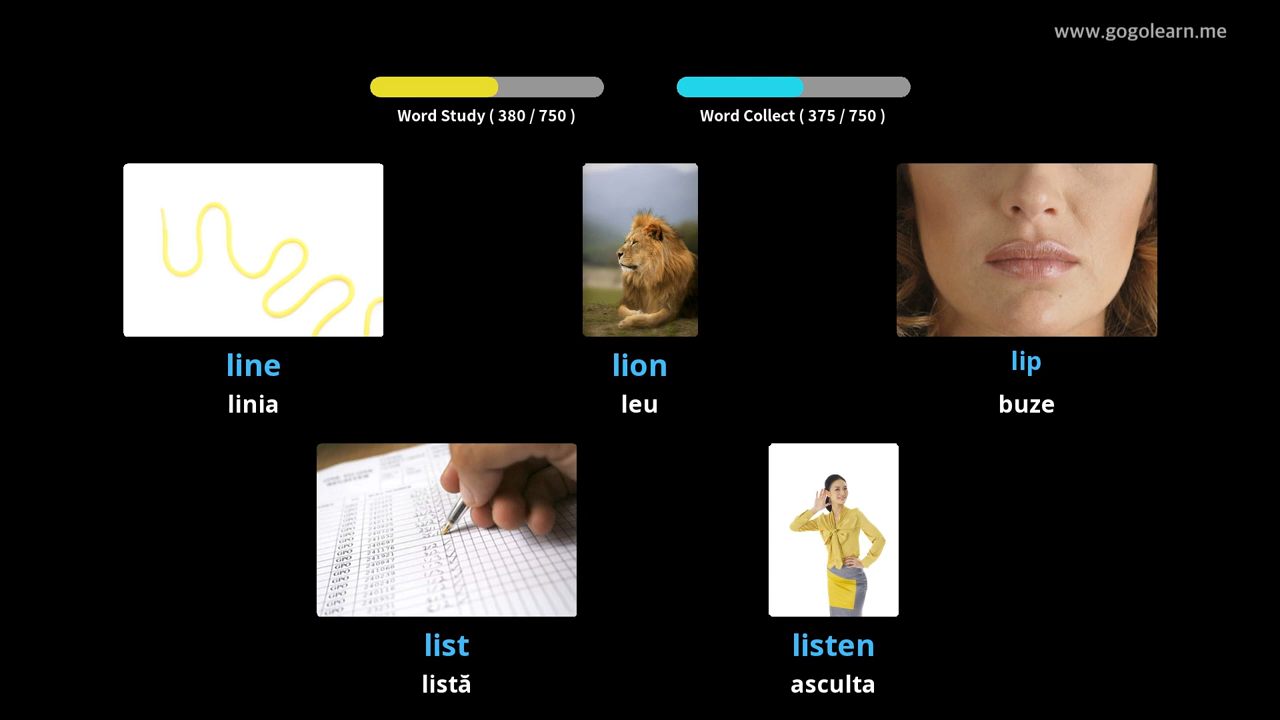 www.gogolearn.me
Word Study ( 380 / 750 )
Word Collect ( 375 / 750 )
line
lion
lip
linia
leu
buze
list
listen
listă
asculta